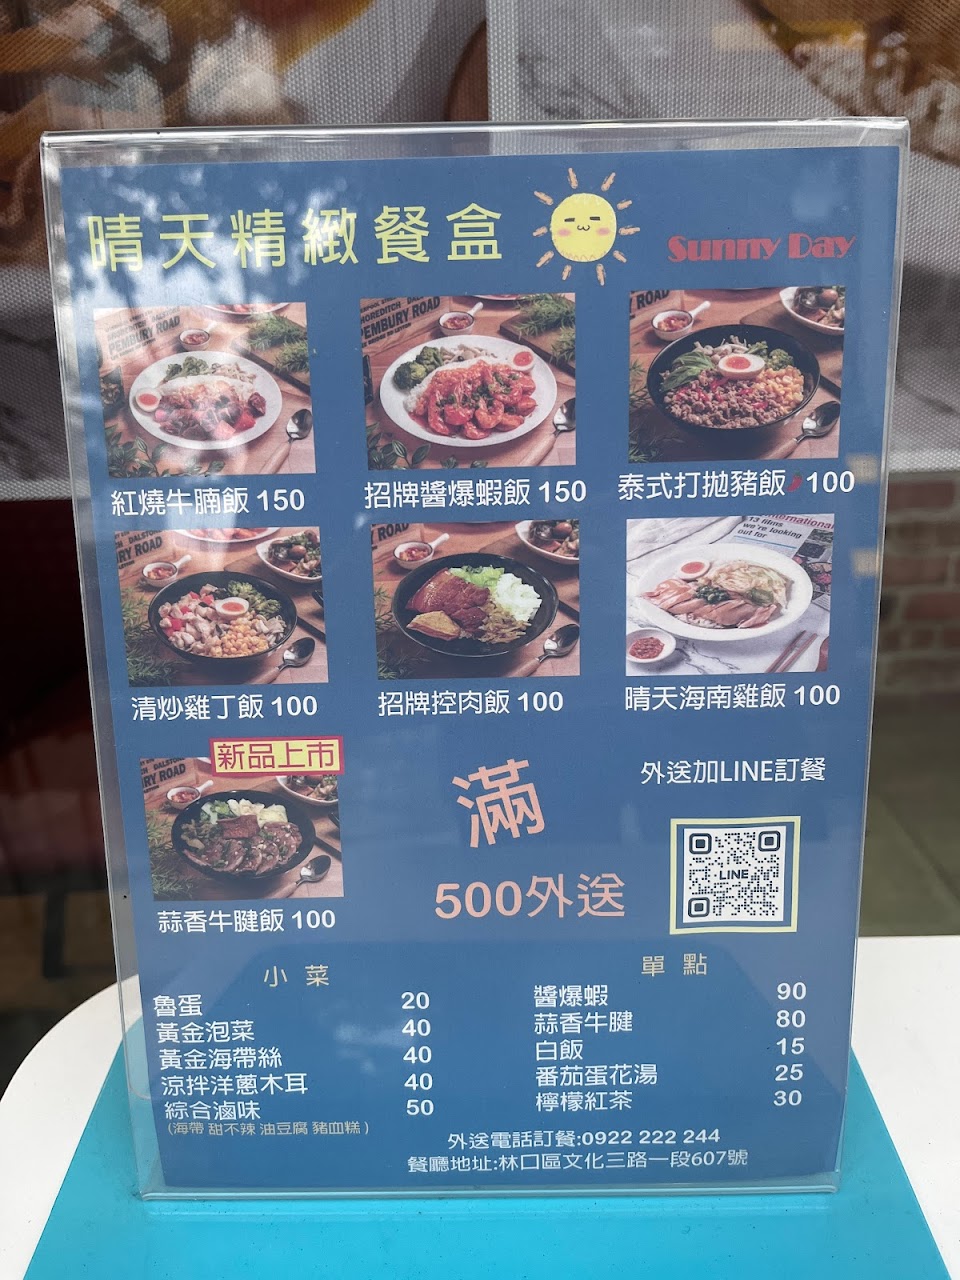 晴天精緻餐盒
Sunny Day
紅燒牛腩飯 150
招牌醬爆蝦飯 150
泰式打拋豬飯 100
清炒雞丁飯 100
招牌控肉飯 100
晴天海南雞飯 100
新品上市
蒜香牛腱飯 100
滿
500外送
外送加LINE訂餐
LINE
小菜
魯蛋 20
黃金泡菜 40
黃金海帶絲 40
涼拌洋蔥木耳 40
綜合滷味 50
(海帶 甜不辣 油豆腐 豬血糕)
單點
醬爆蝦 90
蒜香牛腱 80
白飯 15
番茄蛋花湯 25
檸檬紅茶 30
外送電話訂餐:0922 222 244
餐廳地址:林口區文化三路一段607號